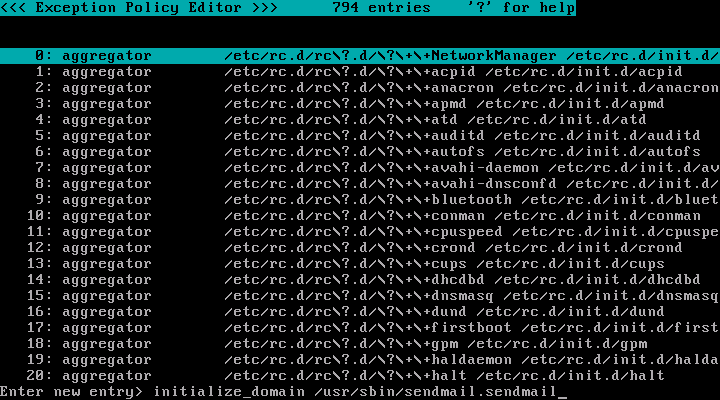 <<< Exception Policy Editor >>>      794 entries    '?' for help
0: aggregator        /etc/rc.d/rc\?.d/\?\+\+NetworkManager /etc/rc.d/init.d/
1: aggregator        /etc/rc.d/rc\?.d/\?\+\+acpid /etc/rc.d/init.d/acpid
2: aggregator        /etc/rc.d/rc\?.d/\?\+\+anacron /etc/rc.d/init.d/anacron
3: aggregator        /etc/rc.d/rc\?.d/\?\+\+apmd /etc/rc.d/init.d/apmd
4: aggregator        /etc/rc.d/rc\?.d/\?\+\+atd /etc/rc.d/init.d/atd
5: aggregator        /etc/rc.d/rc\?.d/\?\+\+auditd /etc/rc.d/init.d/auditd
6: aggregator        /etc/rc.d/rc\?.d/\?\+\+autofs /etc/rc.d/init.d/autofs
7: aggregator        /etc/rc.d/rc\?.d/\?\+\+avahi-daemon /etc/rc.d/init.d/av
8: aggregator        /etc/rc.d/rc\?.d/\?\+\+avahi-dnsconfd /etc/rc.d/init.d/
9: aggregator        /etc/rc.d/rc\?.d/\?\+\+bluetooth /etc/rc.d/init.d/bluet
10: aggregator        /etc/rc.d/rc\?.d/\?\+\+conman /etc/rc.d/init.d/conman
11: aggregator        /etc/rc.d/rc\?.d/\?\+\+cpuspeed /etc/rc.d/init.d/cpuspe
12: aggregator        /etc/rc.d/rc\?.d/\?\+\+crond /etc/rc.d/init.d/crond
13: aggregator        /etc/rc.d/rc\?.d/\?\+\+cups /etc/rc.d/init.d/cups
14: aggregator        /etc/rc.d/rc\?.d/\?\+\+dhcdbd /etc/rc.d/init.d/dhcdbd
15: aggregator        /etc/rc.d/rc\?.d/\?\+\+dnsmasq /etc/rc.d/init.d/dnsmasq
16: aggregator        /etc/rc.d/rc\?.d/\?\+\+dund /etc/rc.d/init.d/dund
17: aggregator        /etc/rc.d/rc\?.d/\?\+\+firstboot /etc/rc.d/init.d/first
18: aggregator        /etc/rc.d/rc\?.d/\?\+\+gpm /etc/rc.d/init.d/gpm
19: aggregator        /etc/rc.d/rc\?.d/\?\+\+haldaemon /etc/rc.d/init.d/halda
20: aggregator        /etc/rc.d/rc\?.d/\?\+\+halt /etc/rc.d/init.d/halt
Enter new entry> initialize_domain /usr/sbin/sendmail.sendmail_